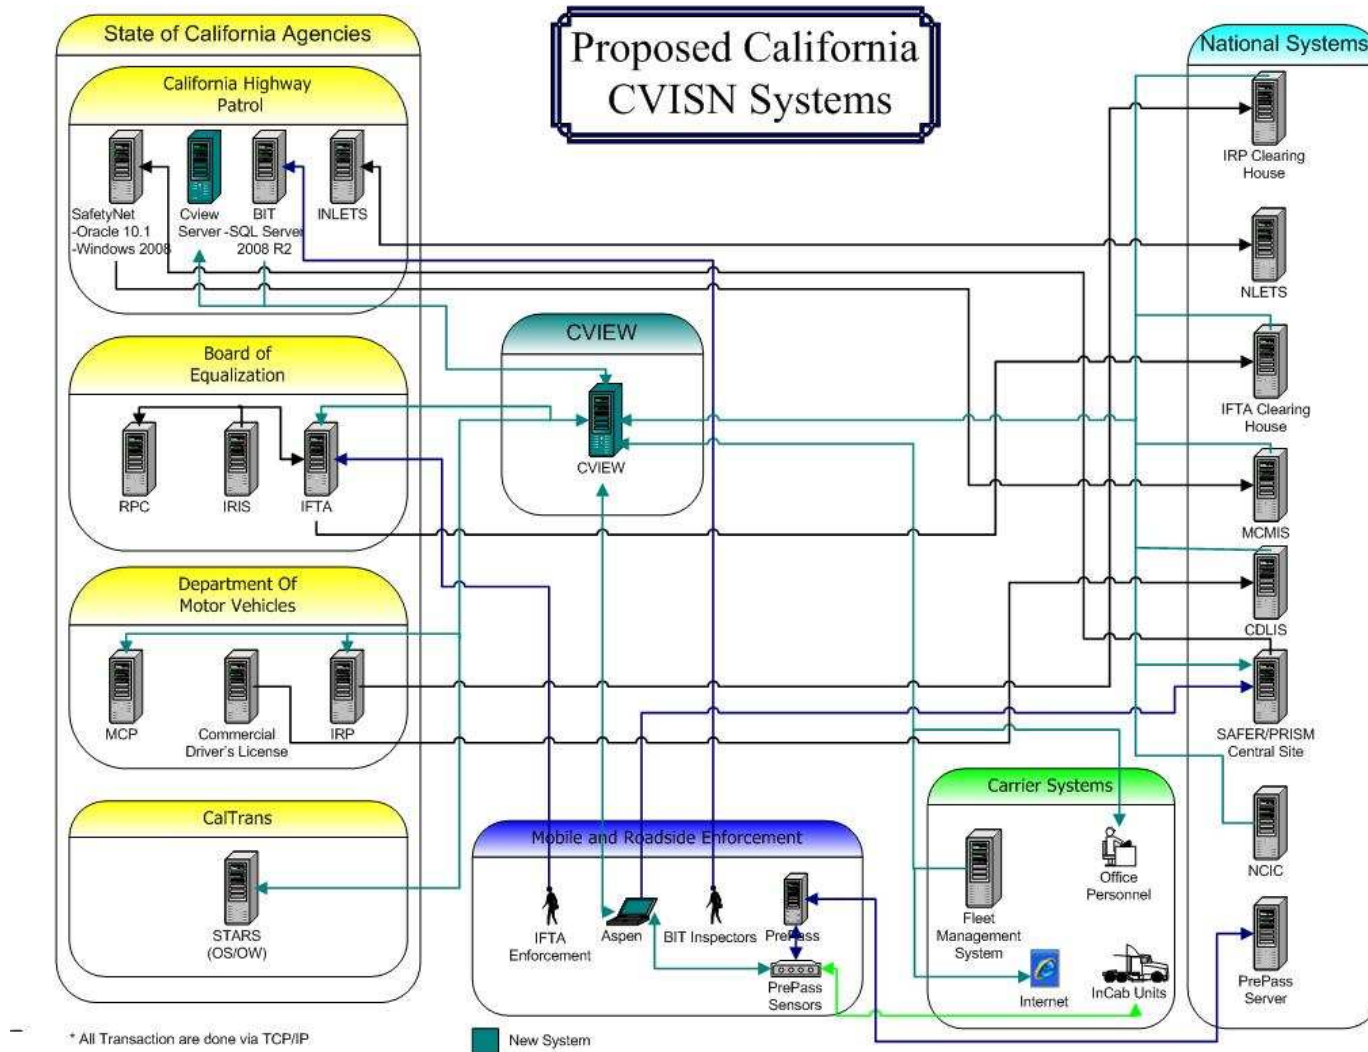 Proposed California
CVISN Systems
State of California Agencies
California Highway
Patrol
SafetyNet
-Oracle 10.1
-Windows 2008
Cview
Server
BIT
-SQL Server
2008 R2
INLETS
Board of
Equalization
RPC
IRIS
IFTA
Department Of
Motor Vehicles
MCP
Commercial
Driver's License
IRP
CalTrans
STARS
(OS/OW)
CVIEW
CVIEW
Mobile and Roadside Enforcement
IFTA
Enforcement
Aspen
BIT Inspectors
PrePass
PrePass
Sensors
Carrier Systems
Fleet
Management
System
Office
Personnel
Internet
InCab Units
National Systems
IRP Clearing
House
NLETS
IFTA Clearing
House
MCMIS
CDLIS
SAFER/PRISM
Central Site
NCIC
PrePass
Server
* All Transaction are done via TCP/IP
New System